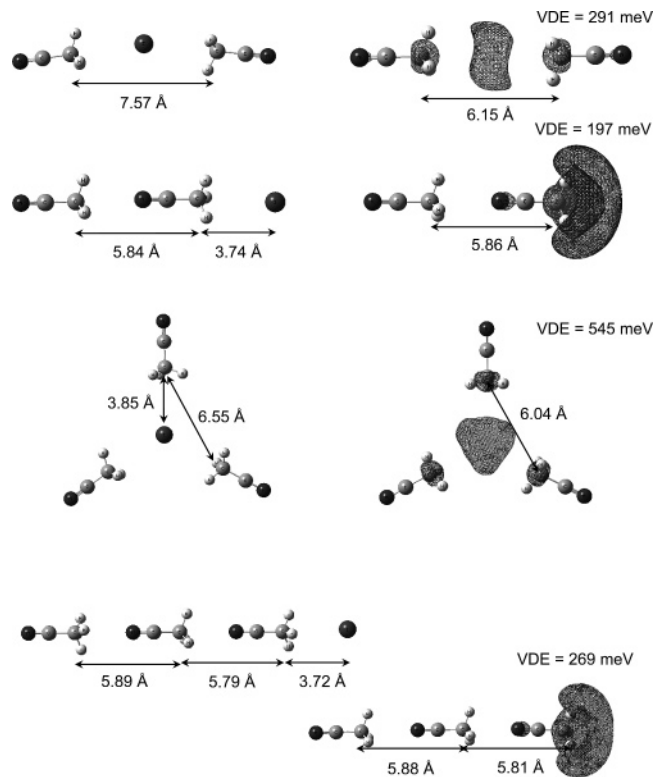 VDE = 291 meV
7.57 Å
6.15 Å
VDE = 197 meV
5.84 Å
3.74 Å
5.86 Å
VDE = 545 meV
3.85 Å
6.55 Å
6.04 Å
5.89 Å
5.79 Å
3.72 Å
VDE = 269 meV
5.88 Å
5.81 Å